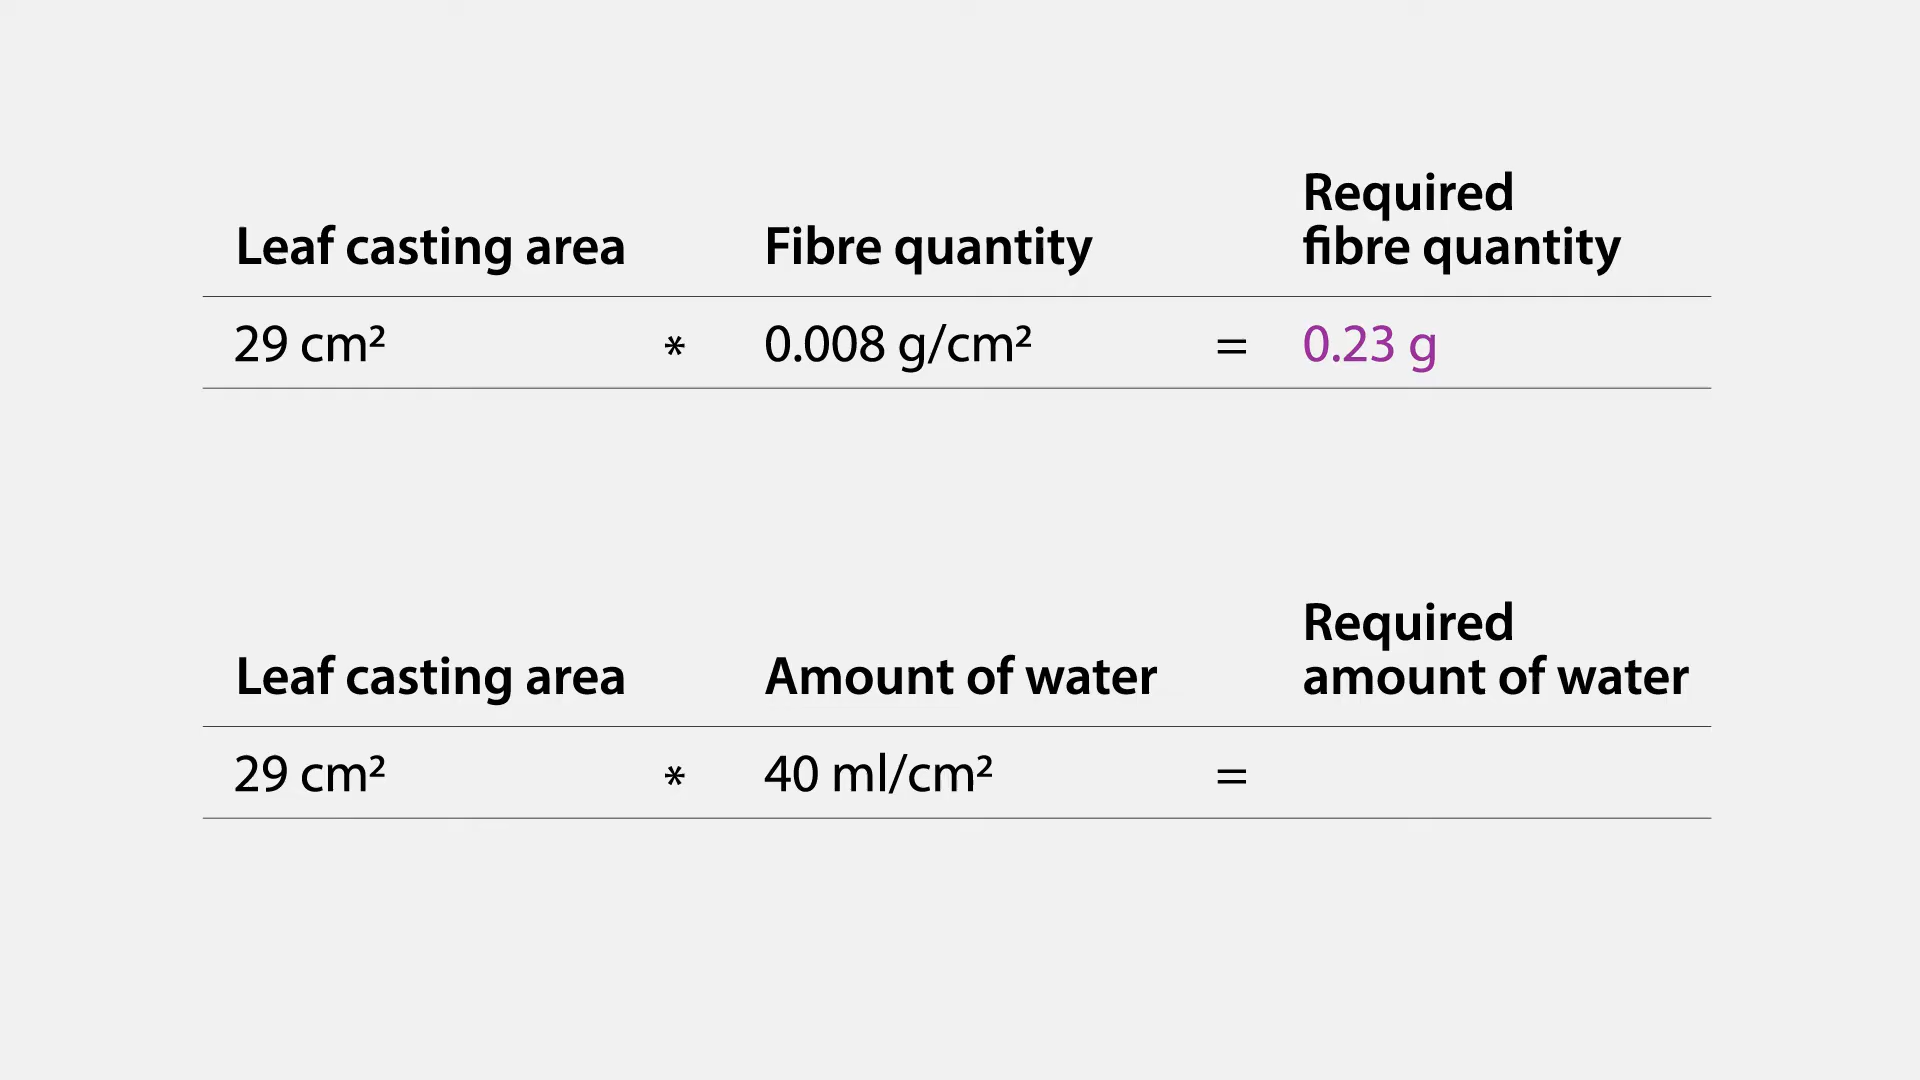 Leaf casting area Fibre quantity Required fibre quantity
29 cm² * 0.008 g/cm² = 0.23 g
Leaf casting area Amount of water Required amount of water
29 cm² * 40 ml/cm² =